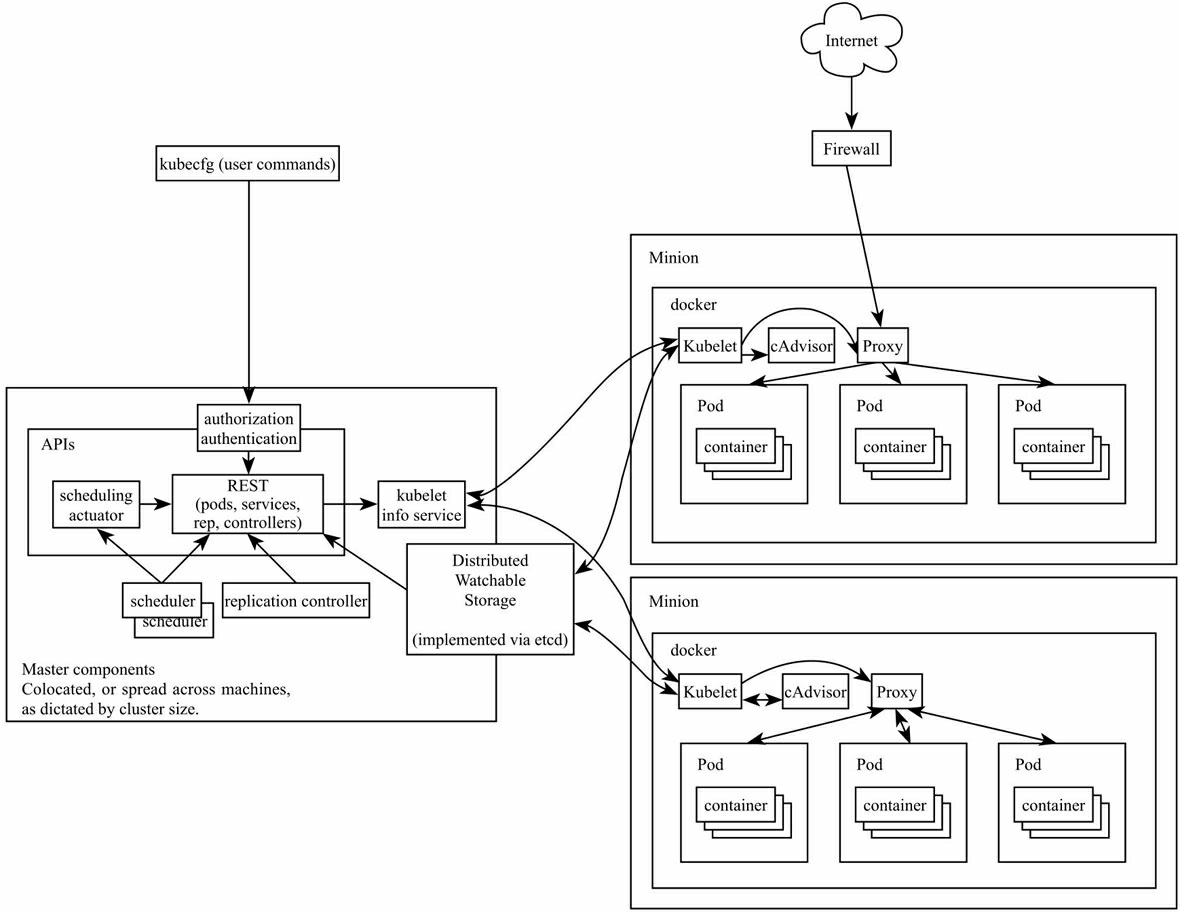 Internet
Firewall
kubecfg (user commands)
Minion
docker
Kubelet
cAdvisor
Proxy
Pod
container
Pod
container
Pod
container
authorization
authentication
APIs
REST
(pods, services,
rep, controllers)
scheduling
actuator
kubelet
info service
Distributed
Watchable
Storage
(implemented via etcd)
scheduler
scheduler
replication controller
Master components
Colocated, or spread across machines,
as dictated by cluster size.
Minion
docker
Kubelet
cAdvisor
Proxy
Pod
container
Pod
container
Pod
container